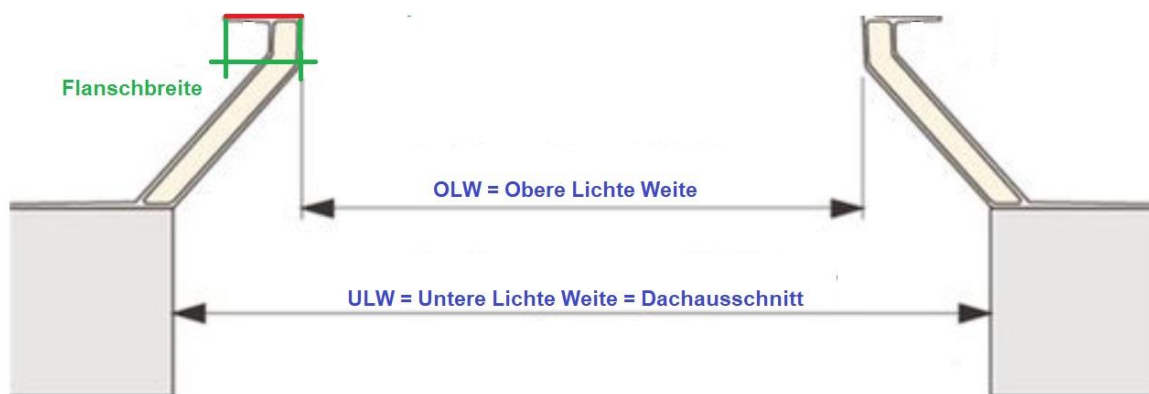 Flanschbreite
OLW = Obere Lichte Weite
ULW = Untere Lichte Weite = Dachausschnitt